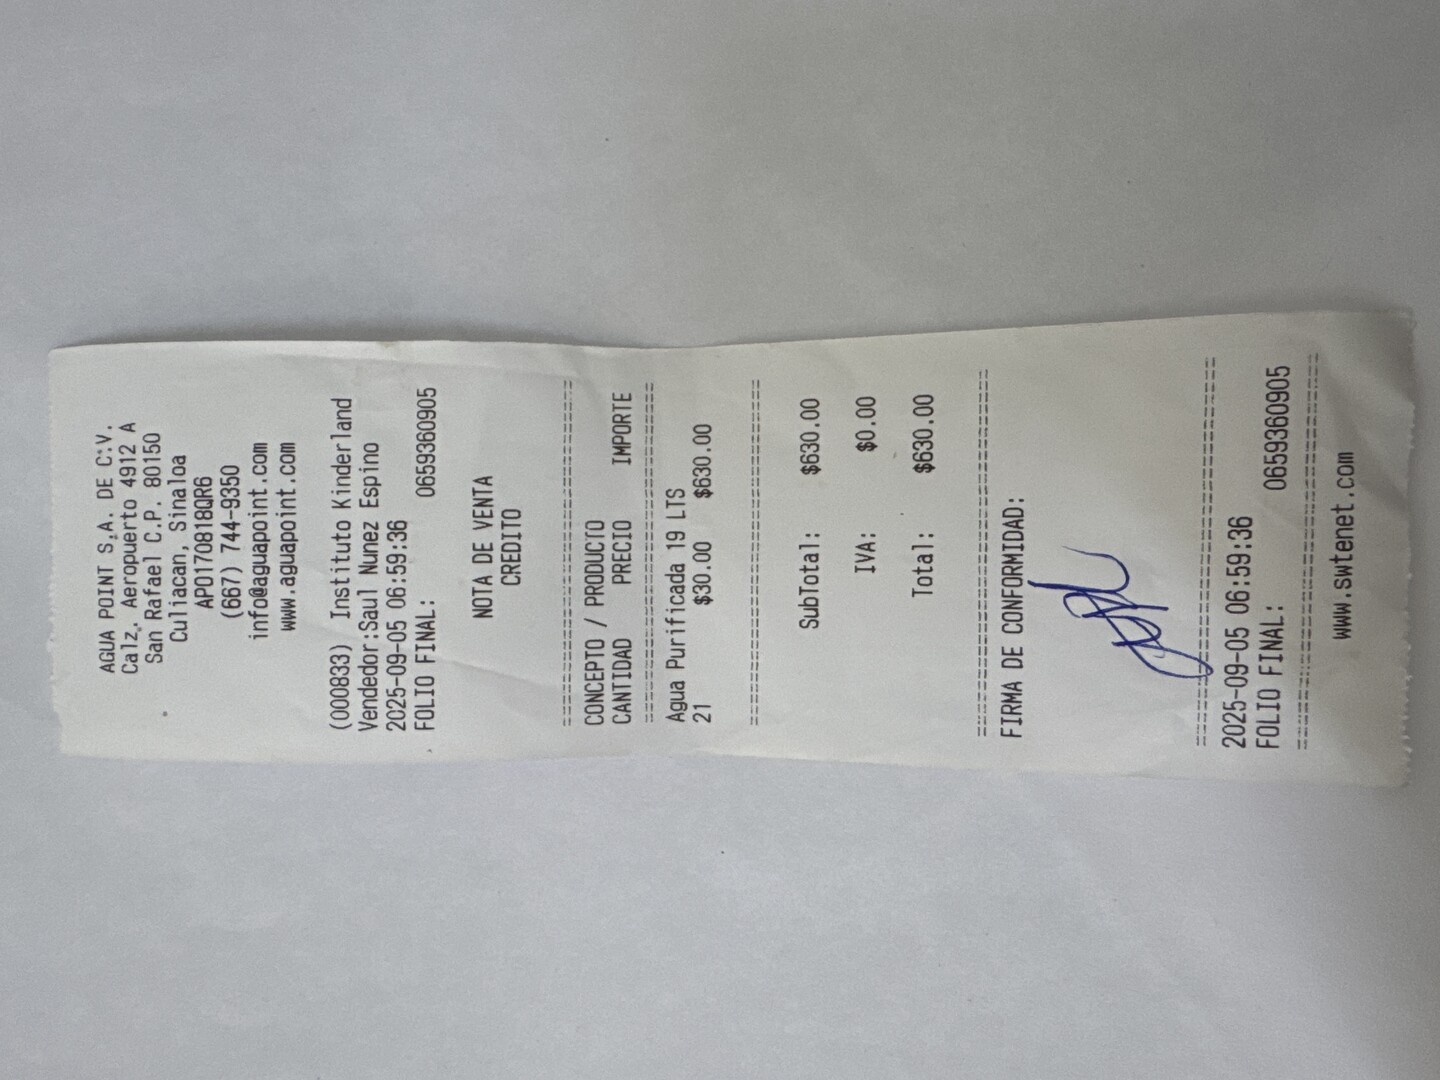 AGUA POINT S.A. DE C.V.
Calz. Aeropuerto 4912 A
San Rafael C.P. 80150
Culiacan, Sinaloa
APO170818QR6
(667) 744-9350
info@aguapoint.com
www.aguapoint.com
(000833) Instituto Kinderland
Vendedor:Saul Nunez Espino
2025-09-05 06:59:36
FOLIO FINAL: 0659360905
NOTA DE VENTA
CREDITO
================================
CONCEPTO / PRODUCTO
CANTIDAD PRECIO IMPORTE
================================
Agua Purificada 19 LTS
21 $30.00 $630.00
================================
SubTotal: $630.00
IVA: $0.00
Total: $630.00
================================
FIRMA DE CONFORMIDAD:
================================
2025-09-05 06:59:36
FOLIO FINAL: 0659360905
================================
www.swtenet.com